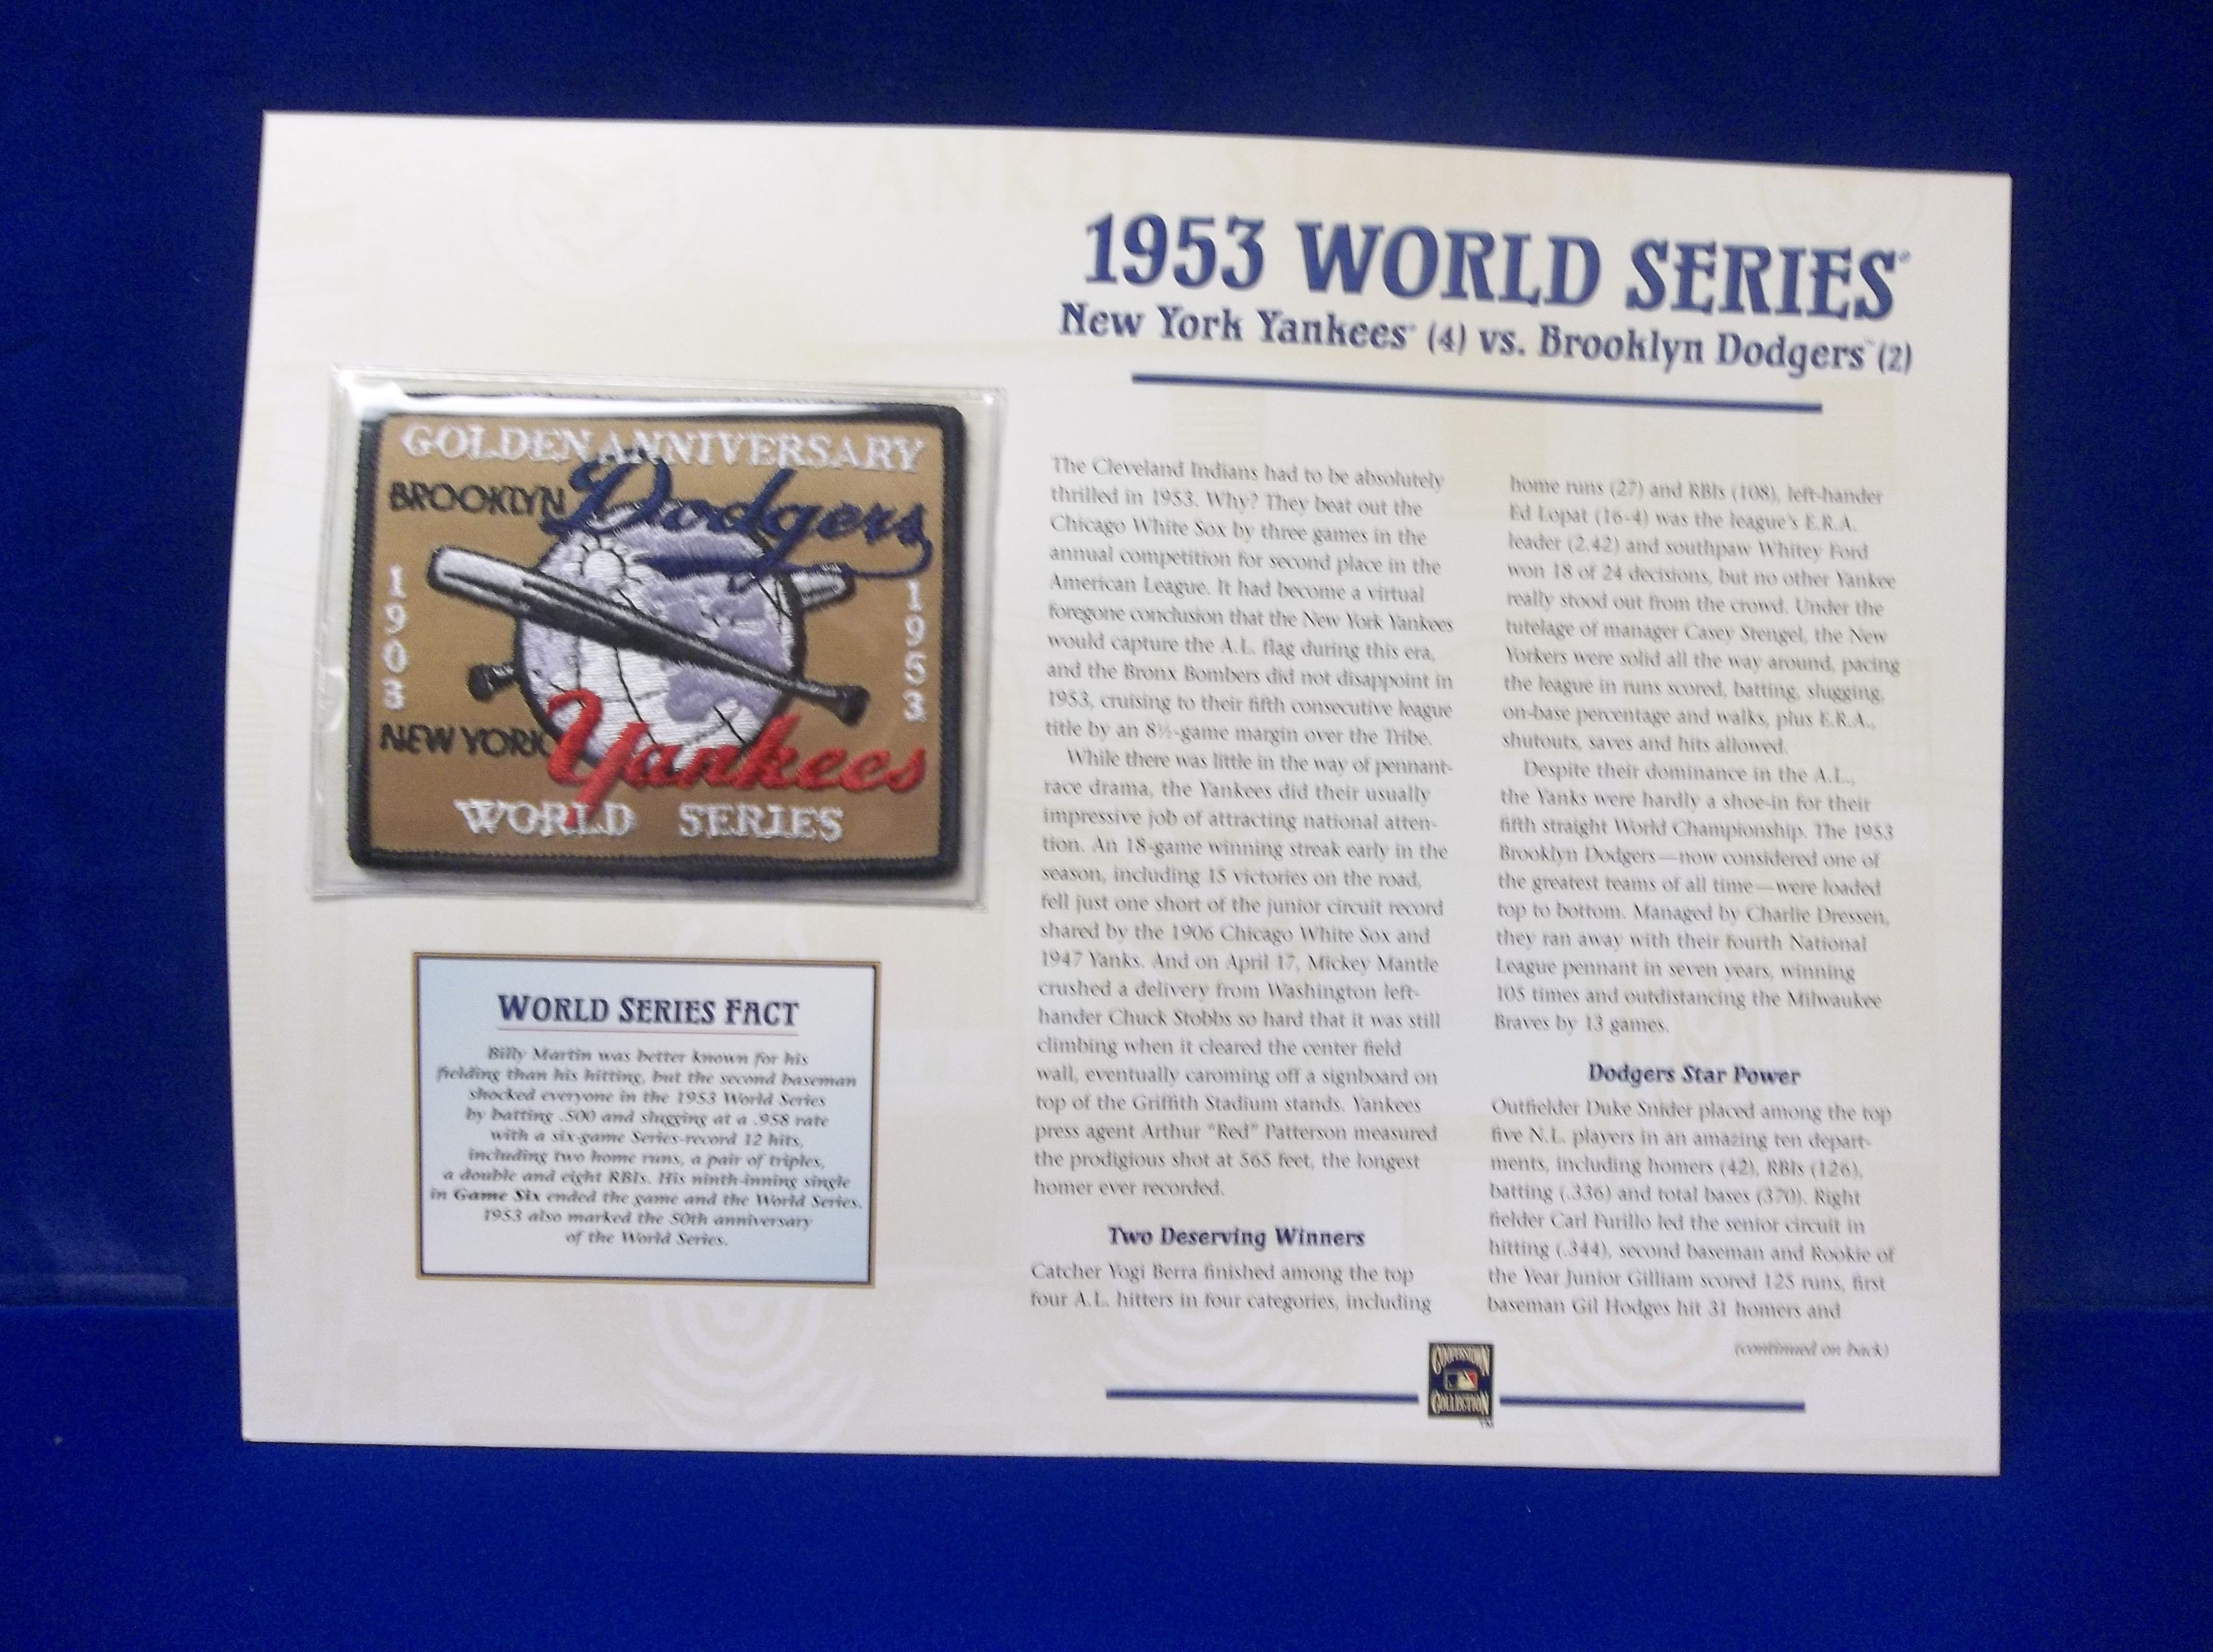 1953 WORLD SERIES®
New York Yankees™ (4) vs. Brooklyn Dodgers™ (2)
GOLDEN ANNIVERSARY
BROOKLYN Dodgers
1903
1953
NEW YORK Yankees
WORLD SERIES
WORLD SERIES FACT
Billy Martin was better known for his
fielding than his hitting, but the second baseman
shocked everyone in the 1953 World Series
by batting .500 and slugging at a .958 rate
with a six-game Series-record 12 hits,
including two home runs, a pair of triples,
a double and eight RBIs. His ninth-inning single
in Game Six ended the game and the World Series.
1953 also marked the 50th anniversary
of the World Series.
The Cleveland Indians had to be absolutely
thrilled in 1953. Why? They beat out the
Chicago White Sox by three games in the
annual competition for second place in the
American League. It had become a virtual
foregone conclusion that the New York Yankees
would capture the A.L. flag during this era,
and the Bronx Bombers did not disappoint in
1953, cruising to their fifth consecutive league
title by an 8½-game margin over the Tribe.
While there was little in the way of pennant-
race drama, the Yankees did their usually
impressive job of attracting national atten-
tion. An 18-game winning streak early in the
season, including 15 victories on the road,
fell just one short of the junior circuit record
shared by the 1906 Chicago White Sox and
1947 Yanks. And on April 17, Mickey Mantle
crushed a delivery from Washington left-
hander Chuck Stobbs so hard that it was still
climbing when it cleared the center field
wall, eventually caroming off a signboard on
top of the Griffith Stadium stands. Yankees
press agent Arthur "Red" Patterson measured
the prodigious shot at 565 feet, the longest
homer ever recorded.
Two Deserving Winners
Catcher Yogi Berra finished among the top
four A.L. hitters in four categories, including
home runs (27) and RBIs (108), left-hander
Ed Lopat (16-4) was the league's E.R.A.
leader (2.42) and southpaw Whitey Ford
won 18 of 24 decisions, but no other Yankee
really stood out from the crowd. Under the
tutelage of manager Casey Stengel, the New
Yorkers were solid all the way around, pacing
the league in runs scored, batting, slugging,
on-base percentage and walks, plus E.R.A.,
shutouts, saves and hits allowed.
Despite their dominance in the A.L.,
the Yanks were hardly a shoe-in for their
fifth straight World Championship. The 1953
Brooklyn Dodgers—now considered one of
the greatest teams of all time—were loaded
top to bottom. Managed by Charlie Dressen,
they ran away with their fourth National
League pennant in seven years, winning
105 times and outdistancing the Milwaukee
Braves by 13 games.
Dodgers Star Power
Outfielder Duke Snider placed among the top
five N.L. players in an amazing ten depart-
ments, including homers (42), RBIs (126),
batting (.336) and total bases (370). Right
fielder Carl Furillo led the senior circuit in
hitting (.344), second baseman and Rookie of
the Year Junior Gilliam scored 125 runs, first
baseman Gil Hodges hit 31 homers and
(continued on back)
COOPERSTOWN
COLLECTION
TM